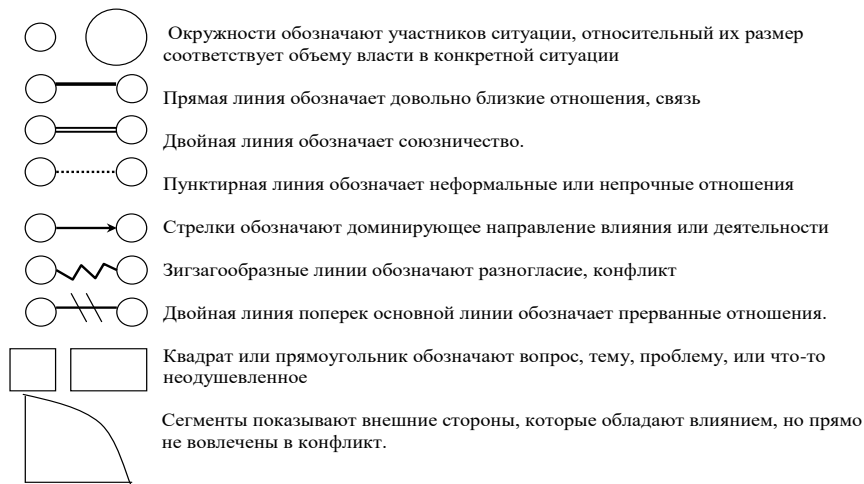 Окружности обозначают участников ситуации, относительный их размер
соответствует объему власти в конкретной ситуации
Прямая линия обозначает довольно близкие отношения, связь
Двойная линия обозначает союзничество.
Пунктирная линия обозначает неформальные или непрочные отношения
Стрелки обозначают доминирующее направление влияния или деятельности
Зигзагообразные линии обозначают разногласие, конфликт
Двойная линия поперек основной линии обозначает прерванные отношения.
Квадрат или прямоугольник обозначают вопрос, тему, проблему, или что-то
неодушевленное
Сегменты показывают внешние стороны, которые обладают влиянием, но прямо
не вовлечены в конфликт.